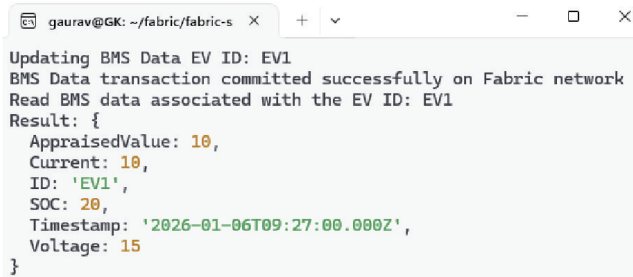 gaurav@GK: ~/fabric/fabric-s
Updating BMS Data EV ID: EV1
BMS Data transaction committed successfully on Fabric network
Read BMS data associated with the EV ID: EV1
Result: {
  AppraisedValue: 10,
  Current: 10,
  ID: 'EV1',
  SOC: 20,
  Timestamp: '2026-01-06T09:27:00.000Z',
  Voltage: 15
}